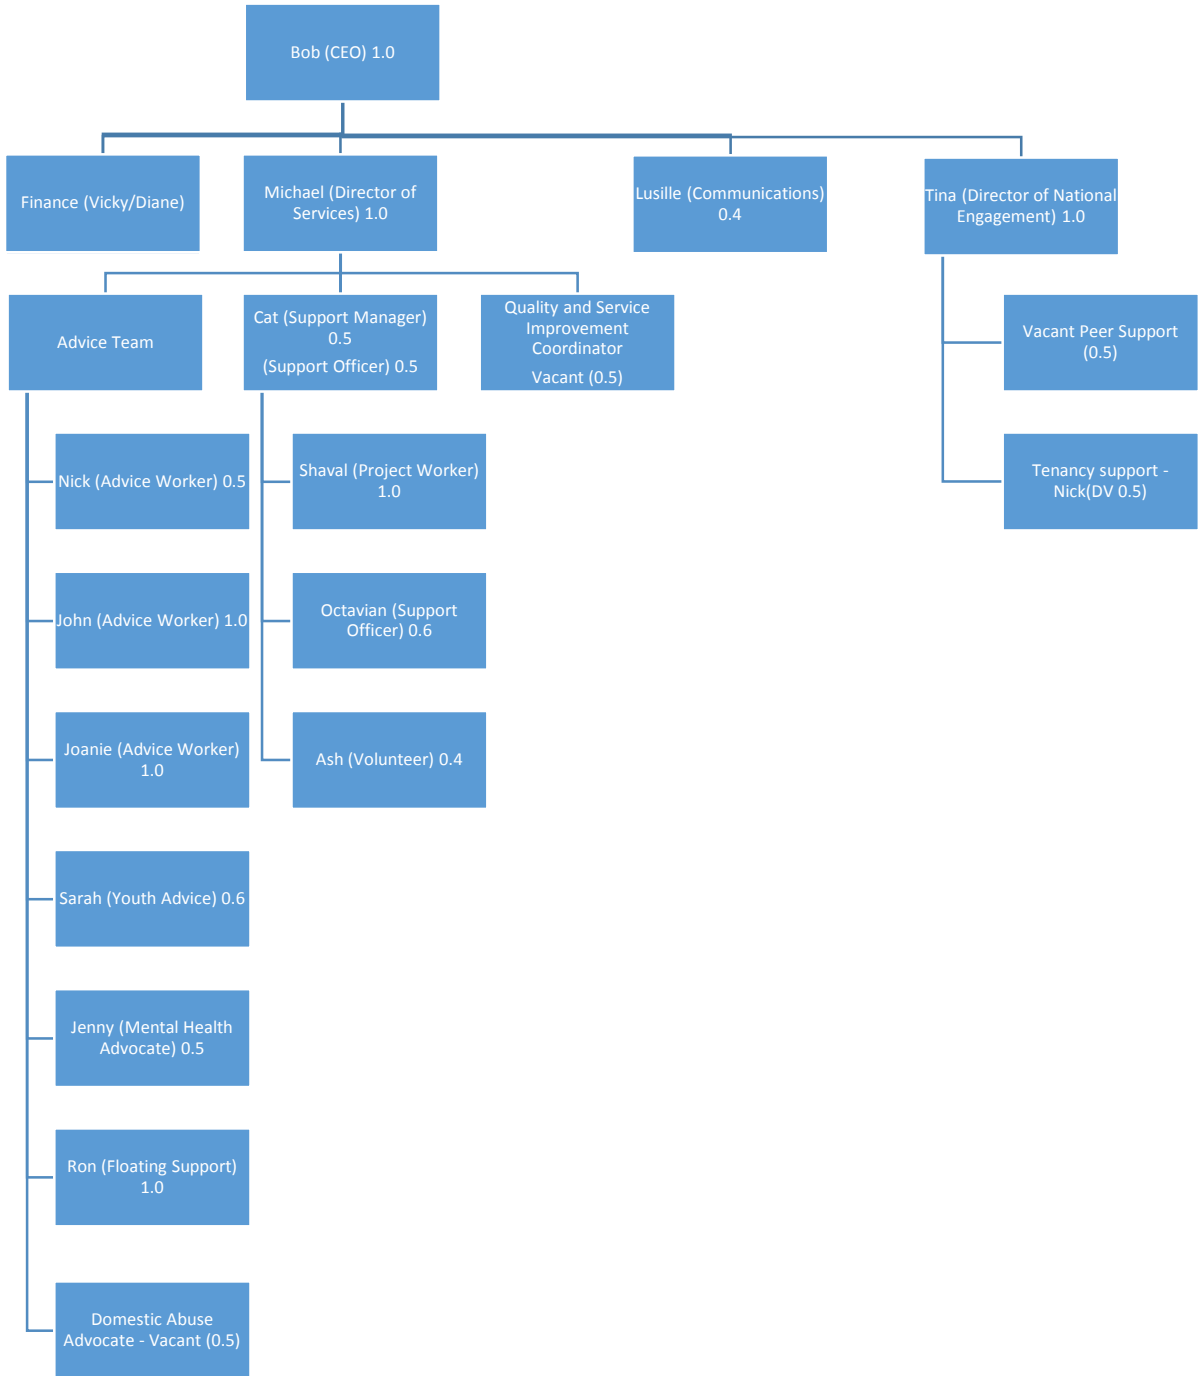 Bob (CEO) 1.0
Finance (Vicky/Diane)
Michael (Director of
Services) 1.0
Lusille (Communications)
0.4
Tina (Director of National
Engagement) 1.0
Advice Team
Cat (Support Manager)
0.5
(Support Officer) 0.5
Quality and Service
Improvement
Coordinator
Vacant (0.5)
Vacant Peer Support
(0.5)
Nick (Advice Worker) 0.5
Shaval (Project Worker)
1.0
Tenancy support -
Nick(DV 0.5)
John (Advice Worker) 1.0
Octavian (Support
Officer) 0.6
Joanie (Advice Worker)
1.0
Ash (Volunteer) 0.4
Sarah (Youth Advice) 0.6
Jenny (Mental Health
Advocate) 0.5
Ron (Floating Support)
1.0
Domestic Abuse
Advocate - Vacant (0.5)